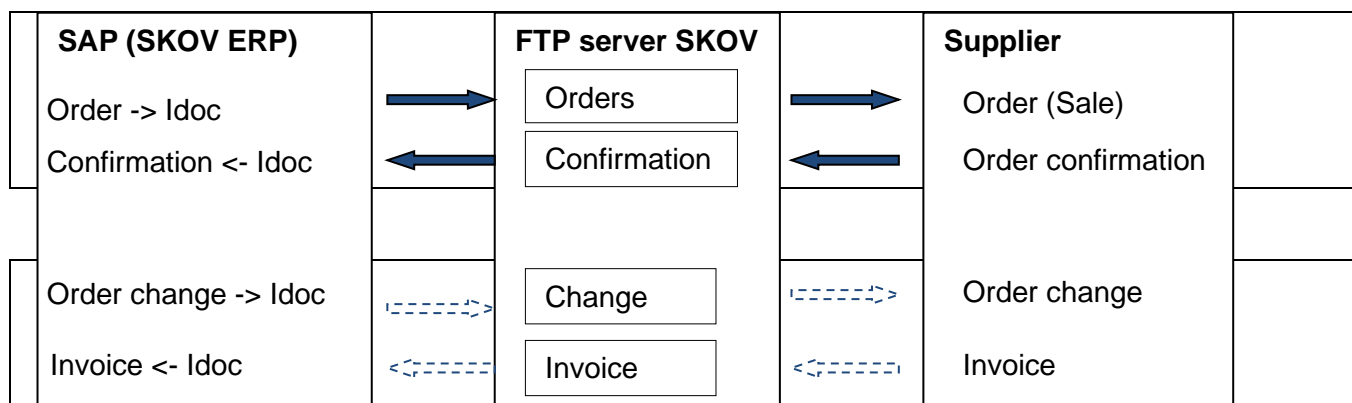 SAP (SKOV ERP) FTP server SKOV Supplier
Order -> Idoc Orders Order (Sale)
Confirmation <- Idoc Confirmation Order confirmation
Order change -> Idoc Change Order change
Invoice <- Idoc Invoice Invoice